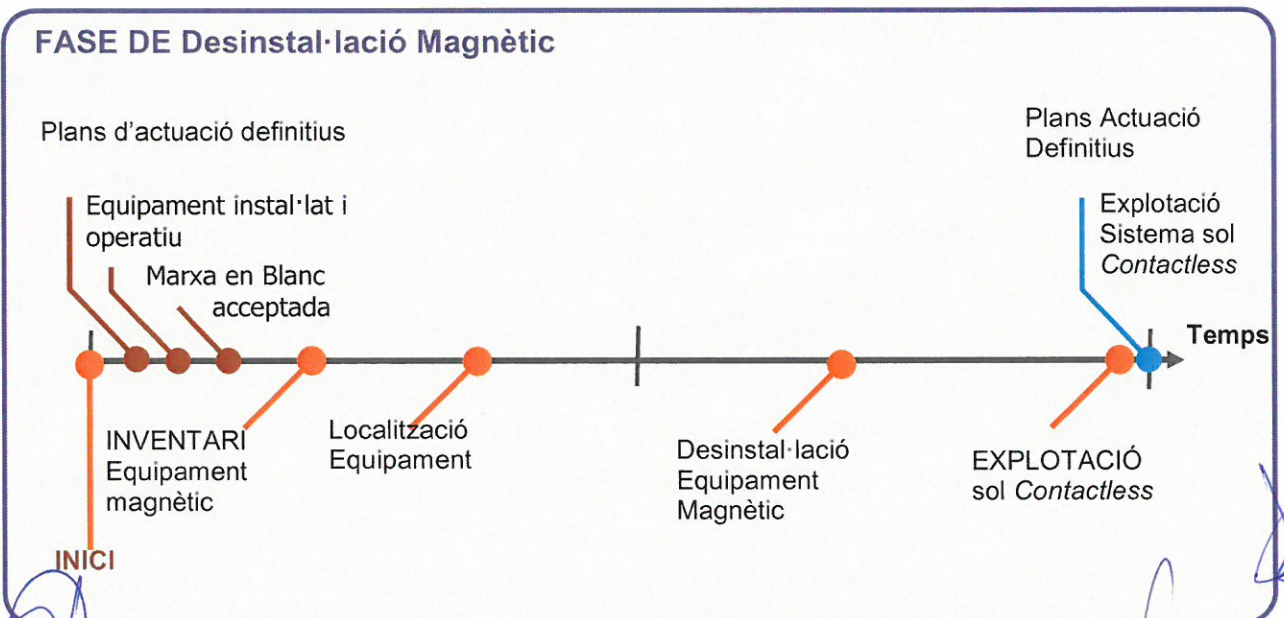 FASE DE Desinstal·lació Magnètic
Plans d'actuació definitius
Equipament instal·lat i
operatiu
Marxa en Blanc
acceptada
Plans Actuació
Definitius
Explotació
Sistema sol
Contactless
Temps
INVENTARI
Equipament
magnètic
Localització
Equipament
Desinstal·lació
Equipament
Magnètic
EXPLOTACIÓ
sol Contactless
INICI